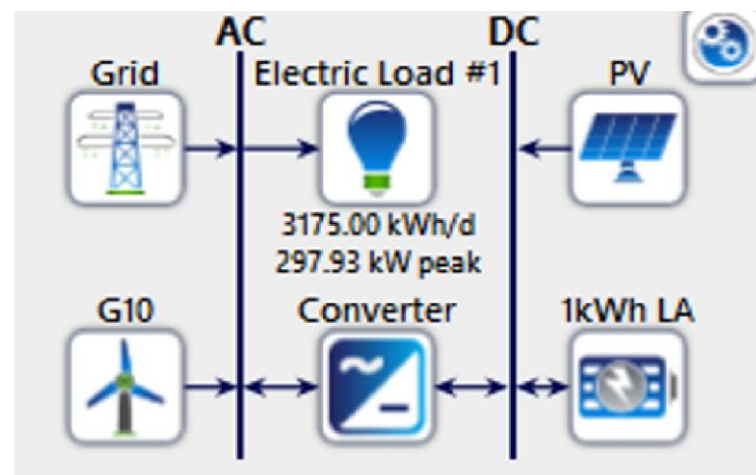 AC DC
Grid Electric Load #1 PV
3175.00 kWh/d
297.93 kW peak
G10 Converter 1kWh LA